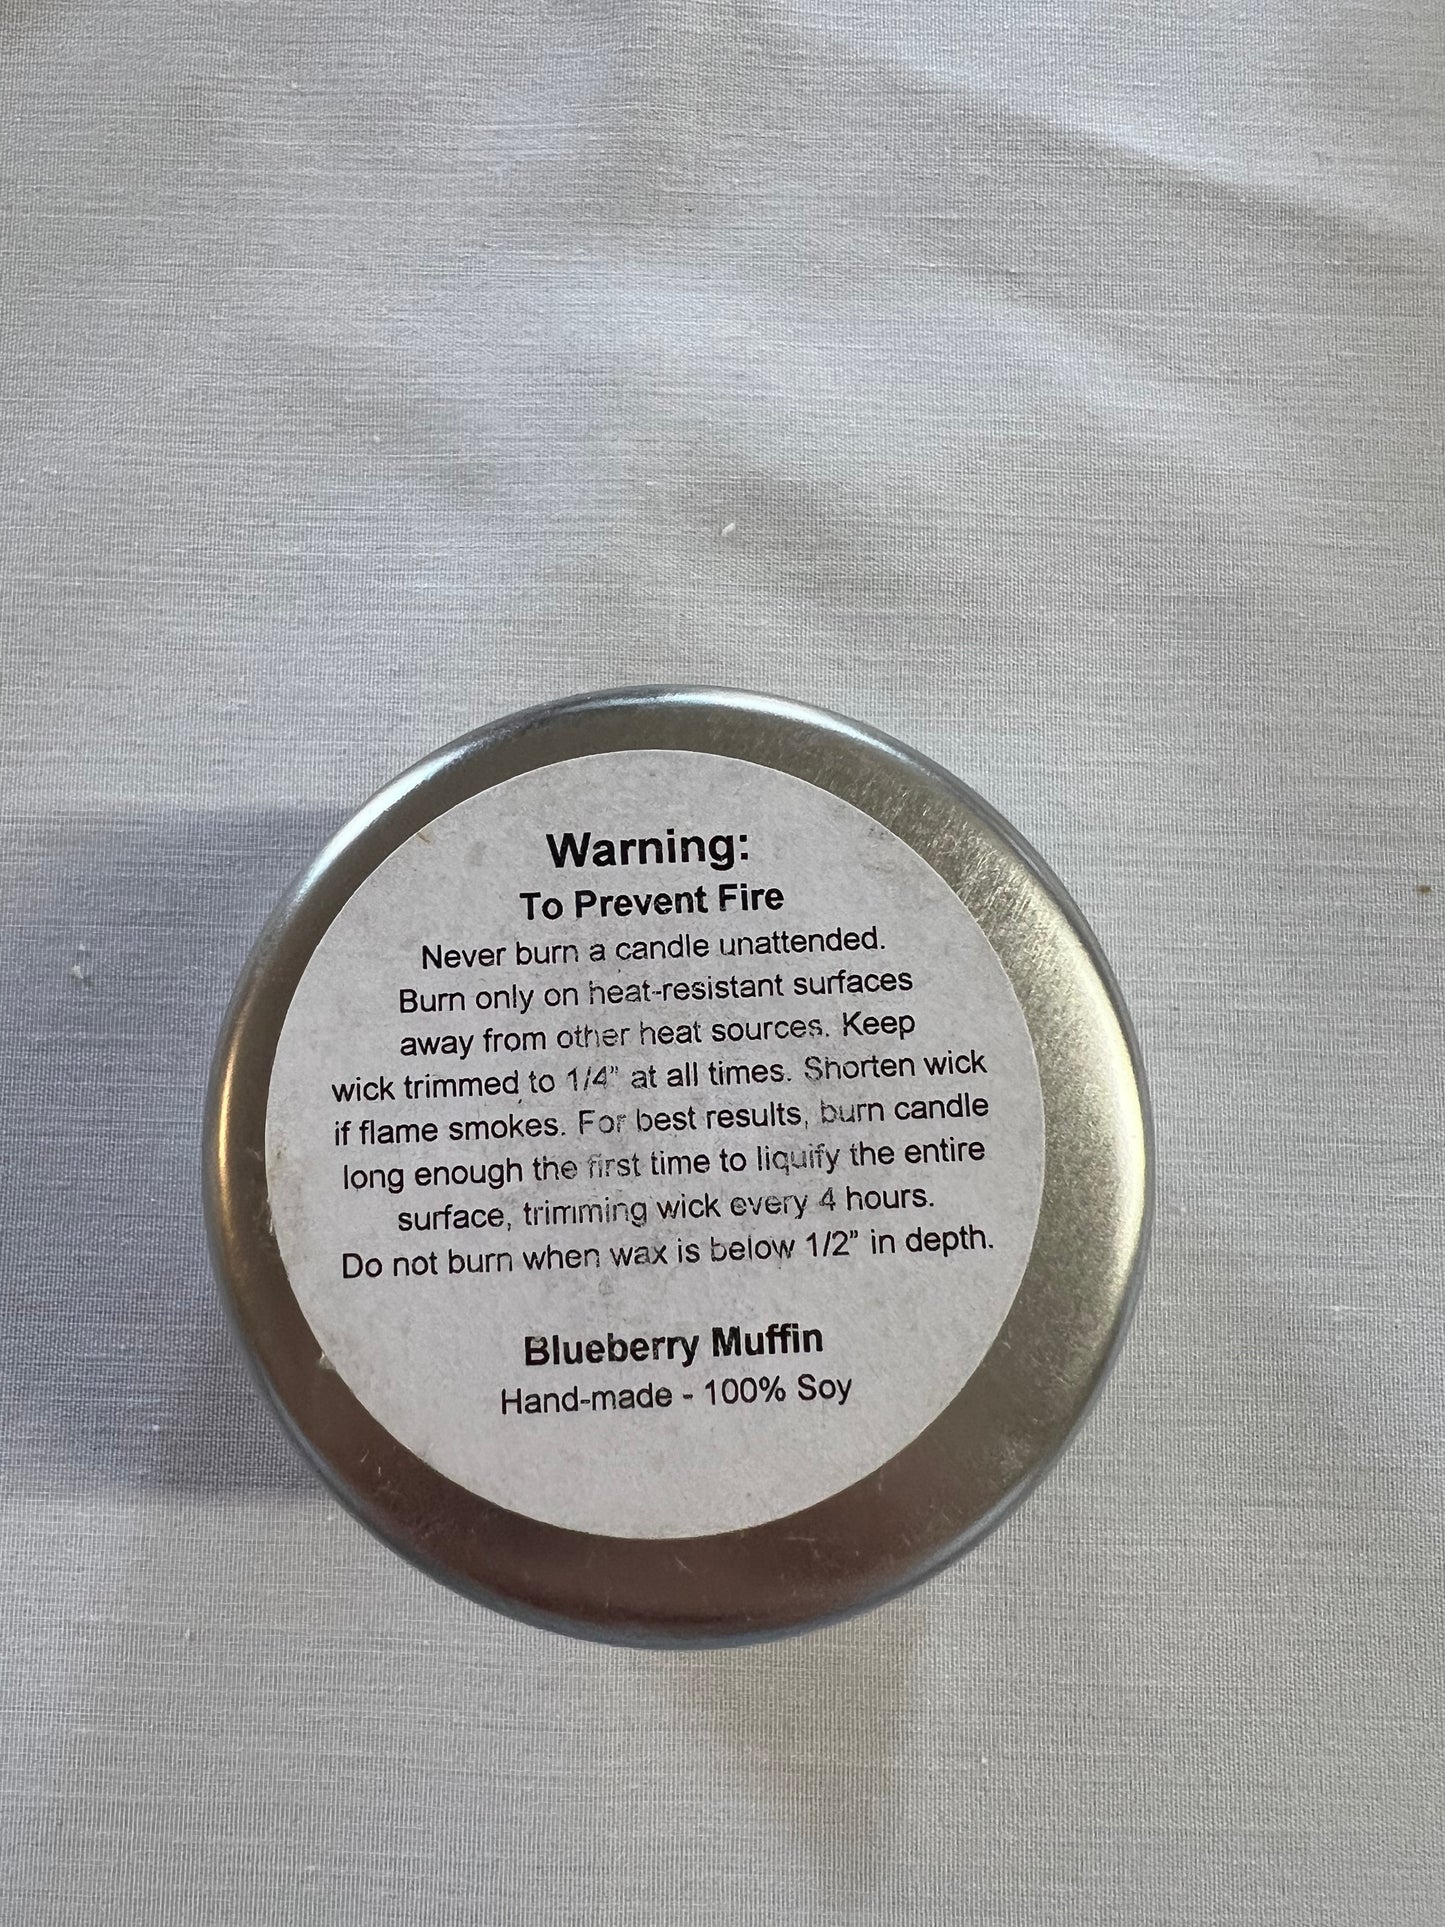 Warning:
To Prevent Fire
Never burn a candle unattended.
Burn only on heat-resistant surfaces
away from other heat sources. Keep
wick trimmed to 1/4” at all times. Shorten wick
if flame smokes. For best results, burn candle
long enough the first time to liquify the entire
surface, trimming wick every 4 hours.
Do not burn when wax is below 1/2” in depth.
Blueberry Muffin
Hand-made - 100% Soy